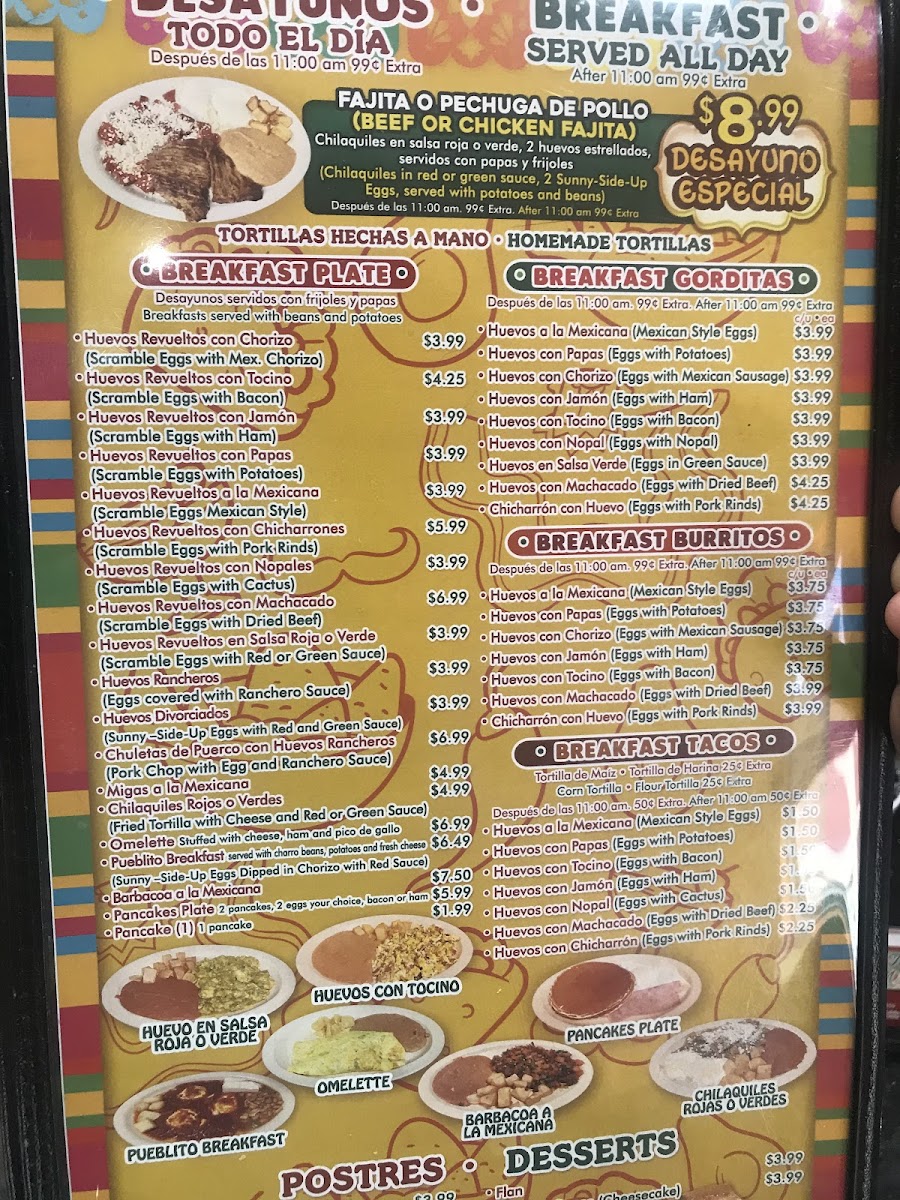 DESAYUNOS
TODO EL DÍA
Después de las 11:00 am 99¢ Extra
BREAKFAST
SERVED ALL DAY
After 11:00 am 99¢ Extra
FAJITA O PECHUGA DE POLLO
(BEEF OR CHICKEN FAJITA)
Chilaquiles en salsa roja o verde, 2 huevos estrellados,
servidos con papas y frijoles
(Chilaquiles in red or green sauce, 2 Sunny-Side-Up
Eggs, served with potatoes and beans)
Después de las 11:00 am. 99¢ Extra. After 11:00 am 99¢ Extra
$8.99
DESAYUNO
ESPECIAL
TORTILLAS HECHAS A MANO • HOMEMADE TORTILLAS
• BREAKFAST PLATE •
Desayunos servidos con frijoles y papas
Breakfasts served with beans and potatoes
• Huevos Revueltos con Chorizo $3.99
(Scramble Eggs with Mex. Chorizo)
• Huevos Revueltos con Tocino $4.25
(Scramble Eggs with Bacon)
• Huevos Revueltos con Jamón $3.99
(Scramble Eggs with Ham)
• Huevos Revueltos con Papas $3.99
(Scramble Eggs with Potatoes)
• Huevos Revueltos a la Mexicana $3.99
(Scramble Eggs Mexican Style)
• Huevos Revueltos con Chicharrones $5.99
(Scramble Eggs with Pork Rinds)
• Huevos Revueltos con Nopales $3.99
(Scramble Eggs with Cactus)
• Huevos Revueltos con Machacado $6.99
(Scramble Eggs with Dried Beef)
• Huevos Revueltos en Salsa Roja o Verde $3.99
(Scramble Eggs with Red or Green Sauce)
• Huevos Rancheros $3.99
(Eggs covered with Ranchero Sauce)
• Huevos Divorciados $3.99
(Sunny –Side-Up Eggs with Red and Green Sauce)
• Chuletas de Puerco con Huevos Rancheros $6.99
(Pork Chop with Egg and Ranchero Sauce)
• Migas a la Mexicana $4.99
• Chilaquiles Rojos o Verdes $4.99
(Fried Tortilla with Cheese and Red or Green Sauce)
• Omelette Stuffed with cheese, ham and pico de gallo $6.99
• Pueblito Breakfast served with charro beans, potatoes and fresh cheese $6.49
(Sunny –Side-Up Eggs Dipped in Chorizo with Red Sauce)
• Barbacoa a la Mexicana $7.50
• Pancakes Plate 2 pancakes, 2 eggs your choice, bacon or ham $5.99
• Pancake (1) 1 pancake $1.99
• BREAKFAST GORDITAS •
Después de las 11:00 am. 99¢ Extra. After 11:00 am 99¢ Extra
c/u • ea
• Huevos a la Mexicana (Mexican Style Eggs) $3.99
• Huevos con Papas (Eggs with Potatoes) $3.99
• Huevos con Chorizo (Eggs with Mexican Sausage) $3.99
• Huevos con Jamón (Eggs with Ham) $3.99
• Huevos con Tocino (Eggs with Bacon) $3.99
• Huevos con Nopal (Eggs with Nopal) $3.99
• Huevos en Salsa Verde (Eggs in Green Sauce) $3.99
• Huevos con Machacado (Eggs with Dried Beef) $4.25
• Chicharrón con Huevo (Eggs with Pork Rinds) $4.25
• BREAKFAST BURRITOS •
Después de las 11:00 am. 99¢ Extra. After 11:00 am 99¢ Extra
c/u • ea
• Huevos a la Mexicana (Mexican Style Eggs) $3.75
• Huevos con Papas (Eggs with Potatoes) $3.75
• Huevos con Chorizo (Eggs with Mexican Sausage) $3.75
• Huevos con Jamón (Eggs with Ham) $3.75
• Huevos con Tocino (Eggs with Bacon) $3.75
• Huevos con Machacado (Eggs with Dried Beef) $3.99
• Chicharrón con Huevo (Eggs with Pork Rinds) $3.99
• BREAKFAST TACOS •
Tortilla de Maíz • Tortilla de Harina 25¢ Extra
Corn Tortilla • Flour Tortilla 25¢ Extra
Después de las 11:00 am. 50¢ Extra. After 11:00 am 50¢ Extra
• Huevos a la Mexicana (Mexican Style Eggs) $1.50
• Huevos con Papas (Eggs with Potatoes) $1.50
• Huevos con Tocino (Eggs with Bacon) $1.50
• Huevos con Jamón (Eggs with Ham)
• Huevos con Nopal (Eggs with Cactus) $1.50
• Huevos con Machacado (Eggs with Dried Beef) $2.25
• Huevos con Chicharrón (Eggs with Pork Rinds) $2.25
HUEVO EN SALSA
ROJA O VERDE
HUEVOS CON TOCINO
PANCAKES PLATE
OMELETTE
CHILAQUILES
ROJAS O VERDES
BARBACOA A
LA MEXICANA
PUEBLITO BREAKFAST
POSTRES • DESSERTS
$3.99
• Flan $3.99
(Cheesecake) $3.99